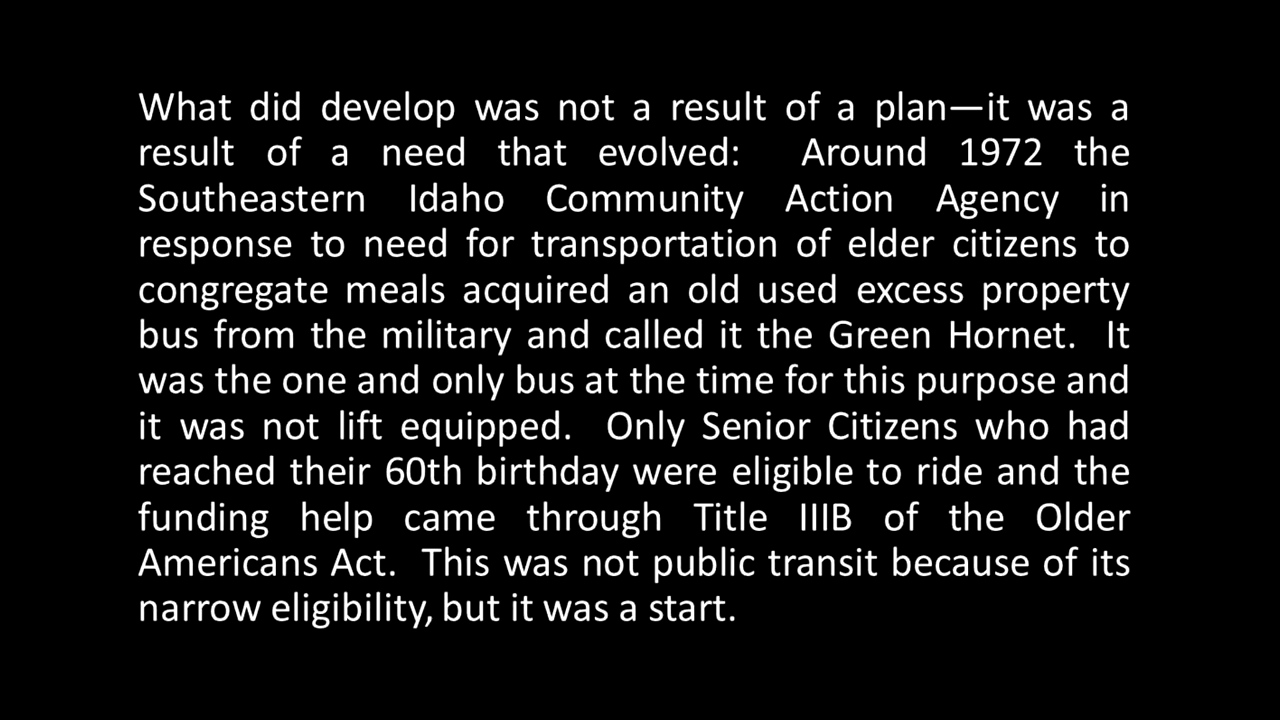 What did develop was not a result of a plan—it was a
result of a need that evolved:  Around 1972 the
Southeastern Idaho Community Action Agency in
response to need for transportation of elder citizens to
congregate meals acquired an old used excess property
bus from the military and called it the Green Hornet.  It
was the one and only bus at the time for this purpose and
it was not lift equipped.  Only Senior Citizens who had
reached their 60th birthday were eligible to ride and the
funding help came through Title IIIB of the Older
Americans Act.  This was not public transit because of its
narrow eligibility, but it was a start.